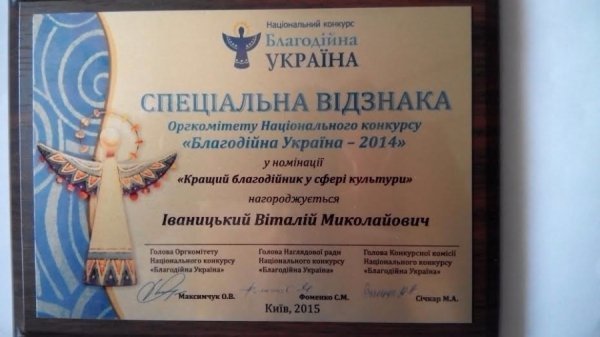 Національний конкурс
Благодійна
УКРАЇНА
СПЕЦІАЛЬНА ВІДЗНАКА
Оргкомітету Національного конкурсу
«Благодійна Україна – 2014»
у номінації
«Кращий благодійник у сфері культури»
нагороджується
Іваницький Віталій Миколайович
Голова Оргкомітету
Національного конкурсу
«Благодійна Україна»
Максимчук О.В.
Голова Наглядової ради
Національного конкурсу
«Благодійна Україна»
Фоменко Є.М.
Голова Конкурсної комісії
Національного конкурсу
«Благодійна Україна»
Січкар М.А.
Київ, 2015